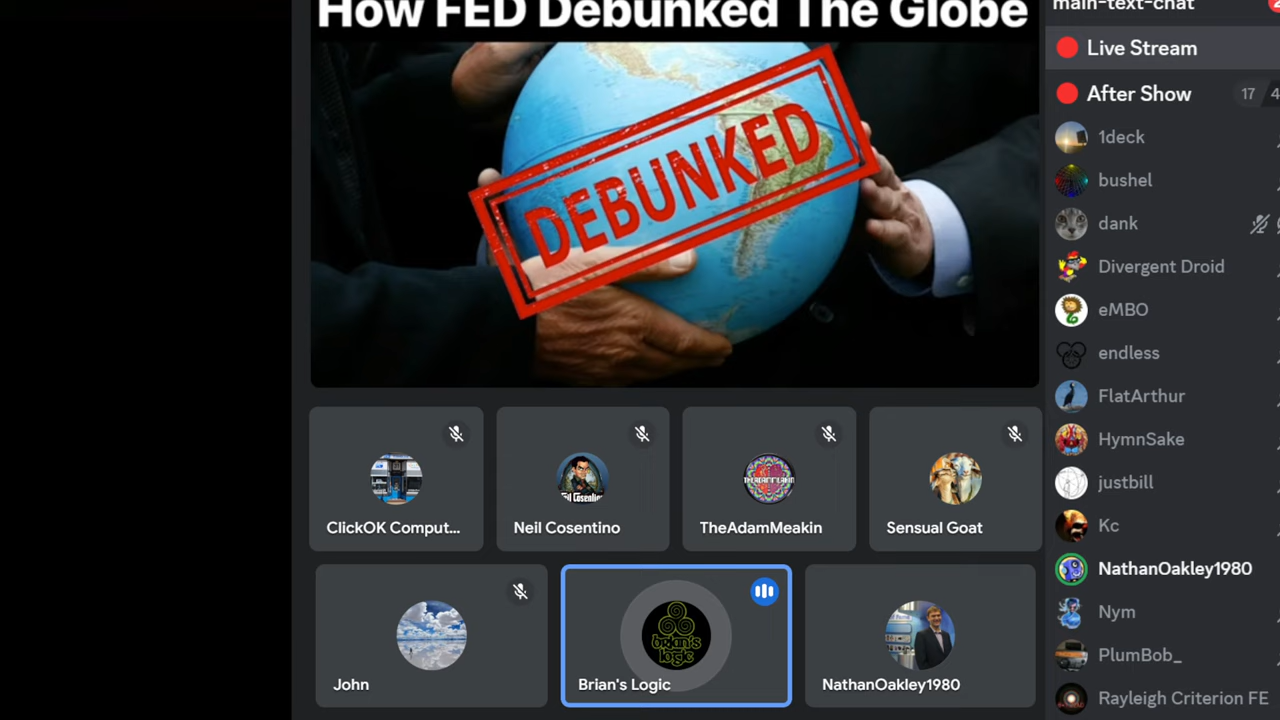 How FED Debunked The Globe
DEBUNKED
ClickOK Comput...
Neil Cosentino
TheAdamMeakin
Sensual Goat
John
brian's
logic
Brian's Logic
NathanOakley1980
main-text-chat
Live Stream
After Show
17
1deck
bushel
dank
Divergent Droid
eMBO
endless
FlatArthur
HymnSake
justbill
Kc
NathanOakley1980
Nym
PlumBob_
Rayleigh Criterion FE